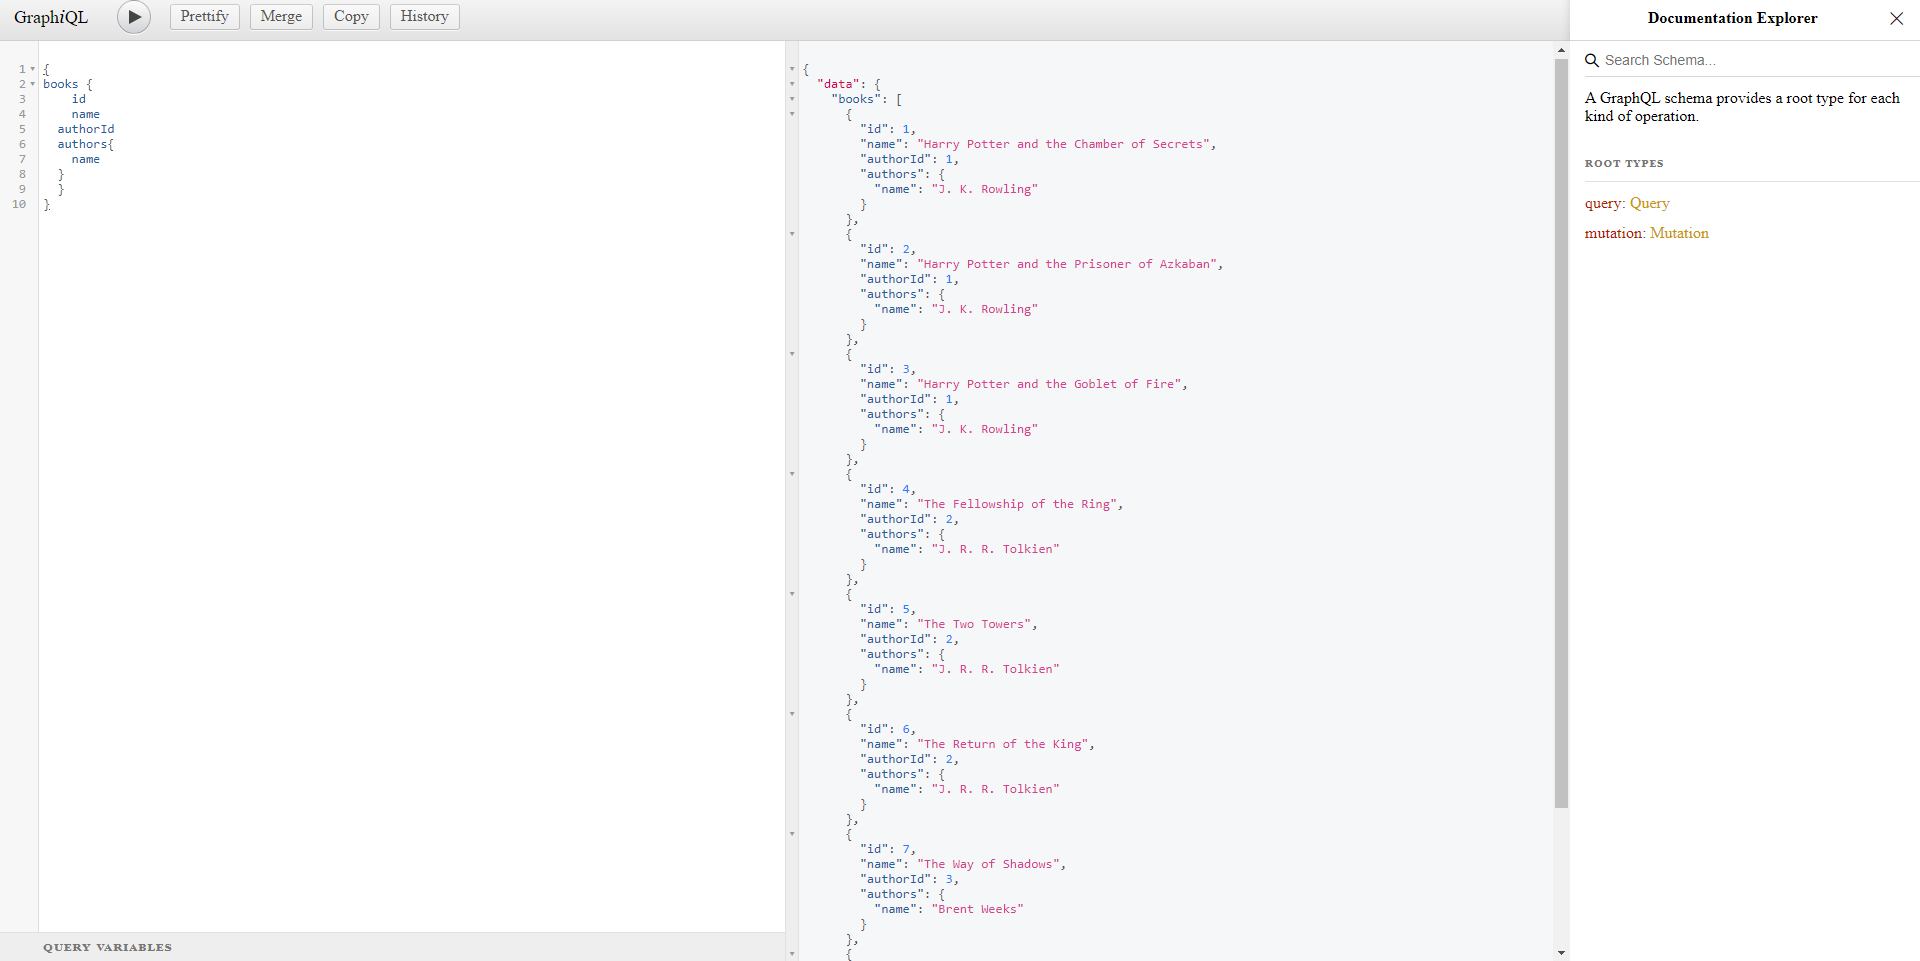 GraphiQL Prettify Merge Copy History
1 {
2 books {
3 id
4 name
5 authorId
6 authors{
7 name
8 }
9 }
10 }
QUERY VARIABLES
{
"data": {
"books": [
{
"id": 1,
"name": "Harry Potter and the Chamber of Secrets",
"authorId": 1,
"authors": {
"name": "J. K. Rowling"
}
},
{
"id": 2,
"name": "Harry Potter and the Prisoner of Azkaban",
"authorId": 1,
"authors": {
"name": "J. K. Rowling"
}
},
{
"id": 3,
"name": "Harry Potter and the Goblet of Fire",
"authorId": 1,
"authors": {
"name": "J. K. Rowling"
}
},
{
"id": 4,
"name": "The Fellowship of the Ring",
"authorId": 2,
"authors": {
"name": "J. R. R. Tolkien"
}
},
{
"id": 5,
"name": "The Two Towers",
"authorId": 2,
"authors": {
"name": "J. R. R. Tolkien"
}
},
{
"id": 6,
"name": "The Return of the King",
"authorId": 2,
"authors": {
"name": "J. R. R. Tolkien"
}
},
{
"id": 7,
"name": "The Way of Shadows",
"authorId": 3,
"authors": {
"name": "Brent Weeks"
}
},
{
Documentation Explorer
Search Schema...
A GraphQL schema provides a root type for each
kind of operation.
ROOT TYPES
query: Query
mutation: Mutation